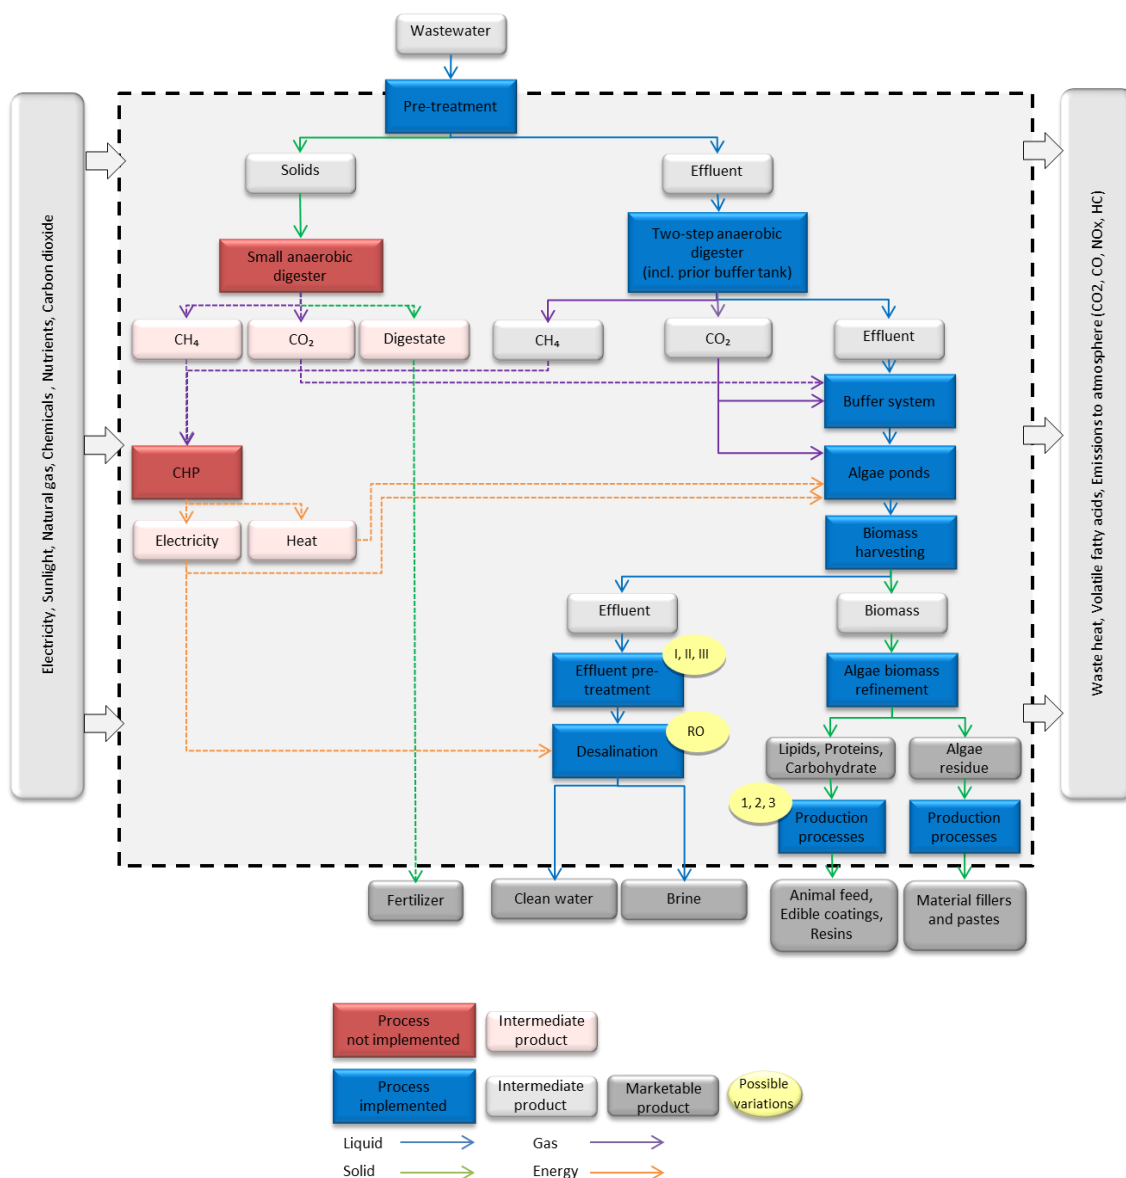 Wastewater
Pre-treatment
Solids
Effluent
Small anaerobic
digester
Two-step anaerobic
digester
(incl. prior buffer tank)
CH₄
CO₂
Digestate
CH₄
CO₂
Effluent
Buffer system
CHP
Algae ponds
Electricity
Heat
Biomass
harvesting
Effluent
Biomass
Effluent pre-
treatment
I, II, III
Algae biomass
refinement
Desalination
RO
Lipids, Proteins,
Carbohydrate
Algae
residue
1, 2, 3
Production
processes
Production
processes
Fertilizer
Clean water
Brine
Animal feed,
Edible coatings,
Resins
Material fillers
and pastes
Electricity, Sunlight, Natural gas, Chemicals, Nutrients, Carbon dioxide
Waste heat, Volatile fatty acids, Emissions to atmosphere (CO2, CO, NOx, HC)
Process
not implemented
Intermediate
product
Process
implemented
Intermediate
product
Marketable
product
Possible
variations
Liquid
Gas
Solid
Energy